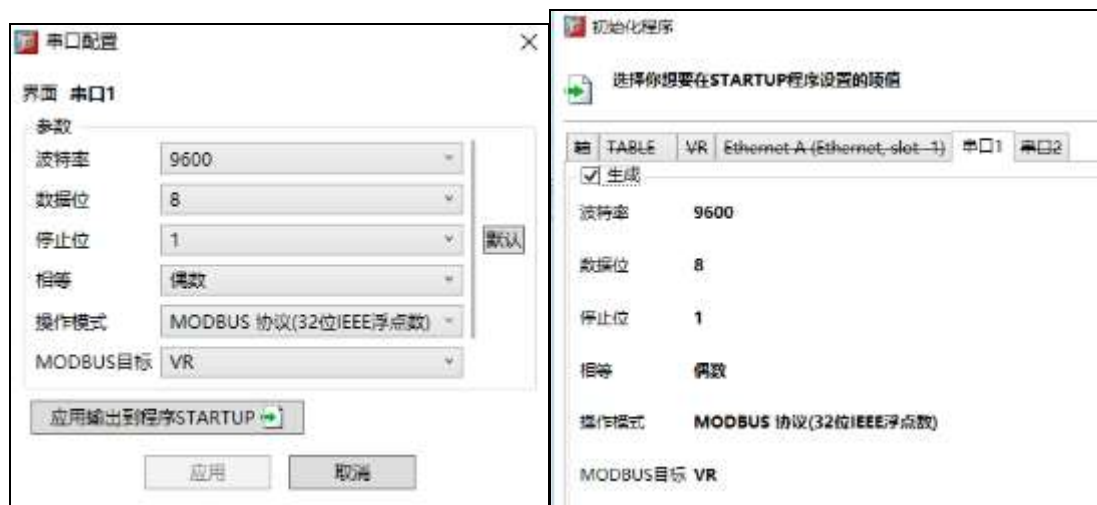 串口配置
界面 串口1
参数
波特率 9600
数据位 8
停止位 1
默认
相等 偶数
操作模式 MODBUS 协议(32位IEEE浮点数)
MODBUS目标 VR
应用输出到程序STARTUP
应用 取消
初始化程序
选择你想要在STARTUP程序设置的项值
轴 TABLE VR Ethernet A (Ethernet, slot -1) 串口1 串口2
生成
波特率 9600
数据位 8
停止位 1
相等 偶数
操作模式 MODBUS 协议(32位IEEE浮点数)
MODBUS目标 VR